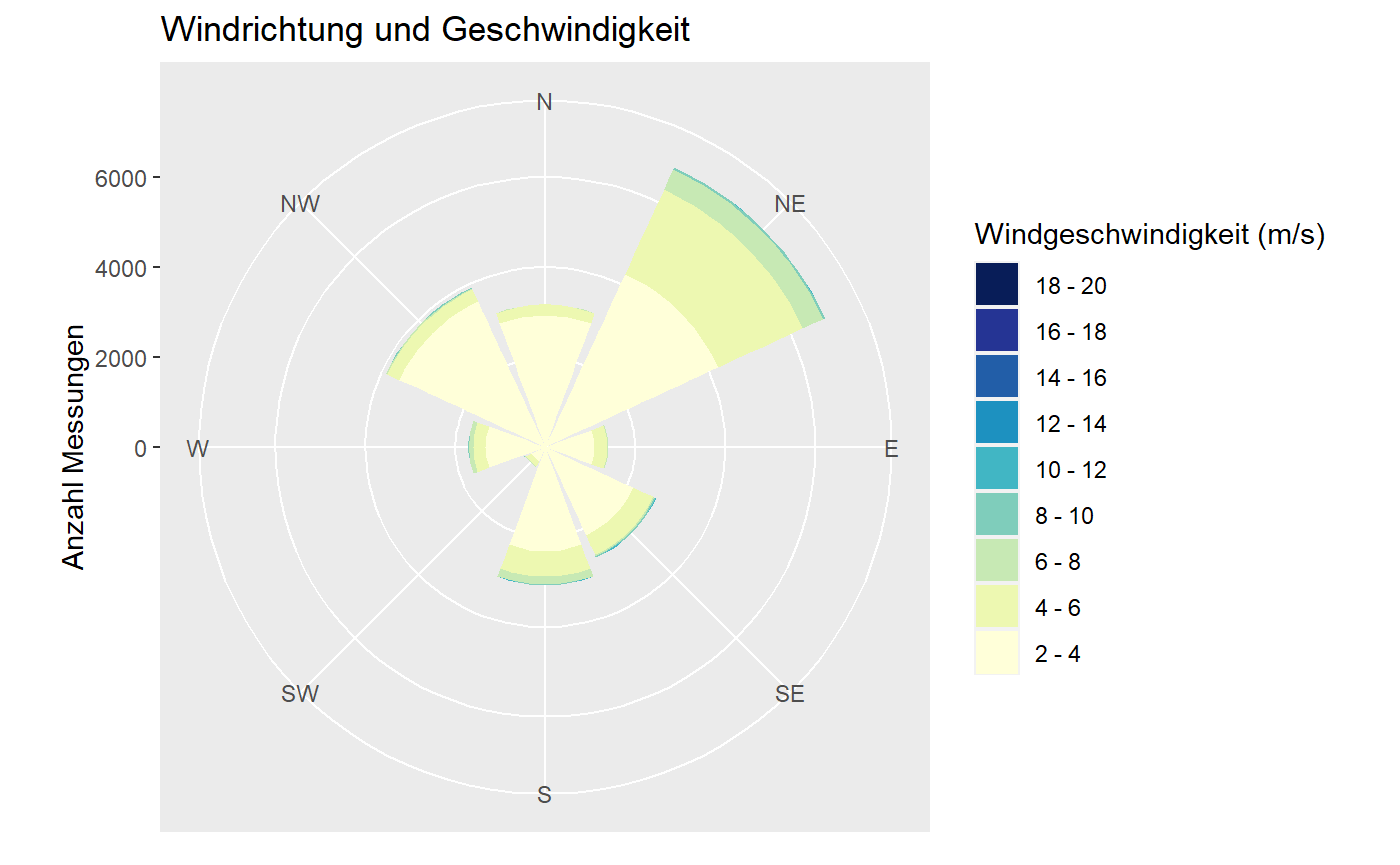 Windrichtung und Geschwindigkeit
Anzahl Messungen
6000
4000
2000
0
N
NE
E
SE
S
SW
W
NW
Windgeschwindigkeit (m/s)
18 - 20
16 - 18
14 - 16
12 - 14
10 - 12
8 - 10
6 - 8
4 - 6
2 - 4